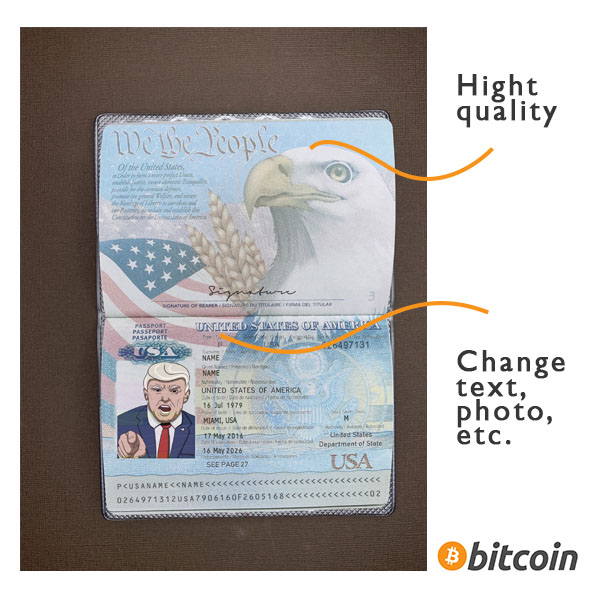 Hight
quality
We the People
Of the United States,
Signature
SIGNATURE OF BEARER / SIGNATURE DU TITULAIRE / FIRMA DEL TITULAR
3
PASSPORT
PASSEPORT
PASAPORTE
USA
UNITED STATES OF AMERICA
USA
NAME
NAME
UNITED STATES OF AMERICA
16 Jul 1979
MIAMI, USA
M
17 May 2016
United States
16 May 2026
Department of State
SEE PAGE 27
USA
P<USANAME<<NAME<<<<<<<<<<<<<<<<<<<<<<<<<<<<<
0264971312USA7906160F2605168<<<<<<<<<<<<<<02
Change
text,
photo,
etc.
bitcoin